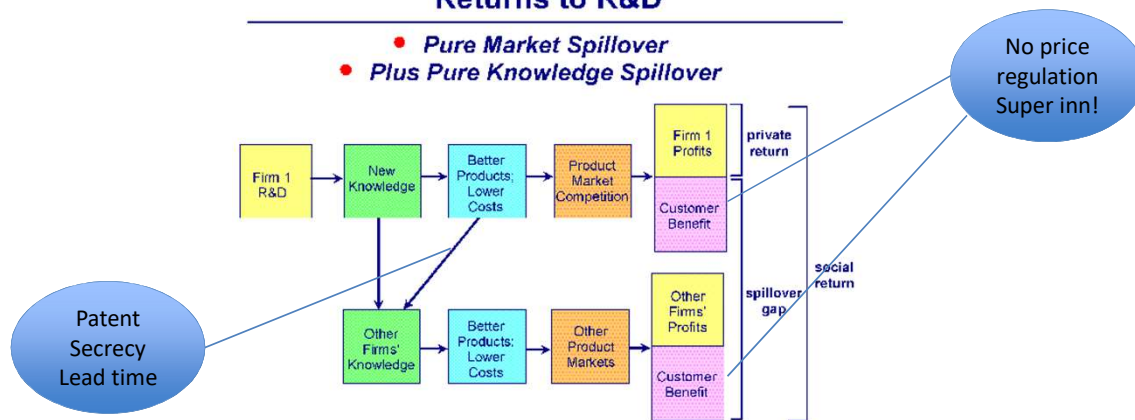 Returns to R&D
• Pure Market Spillover
• Plus Pure Knowledge Spillover
No price
regulation
Super inn!
Firm 1
R&D
New
Knowledge
Better
Products;
Lower
Costs
Product
Market
Competition
Firm 1
Profits
Customer
Benefit
private
return
social
return
spillover
gap
Patent
Secrecy
Lead time
Other
Firms'
Knowledge
Better
Products;
Lower
Costs
Other
Product
Markets
Other
Firms'
Profits
Customer
Benefit